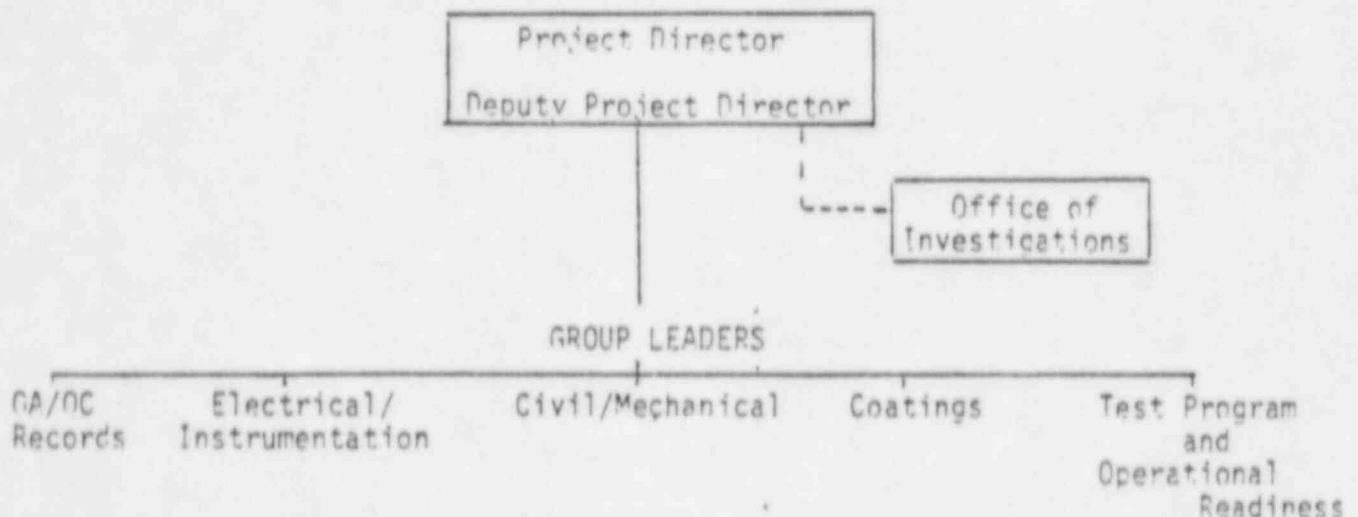 Project Director
Deputy Project Director
Office of
Investigations
GROUP LEADERS
QA/QC
Records
Electrical/
Instrumentation
Civil/Mechanical
Coatings
Test Program
and
Operational
Readiness